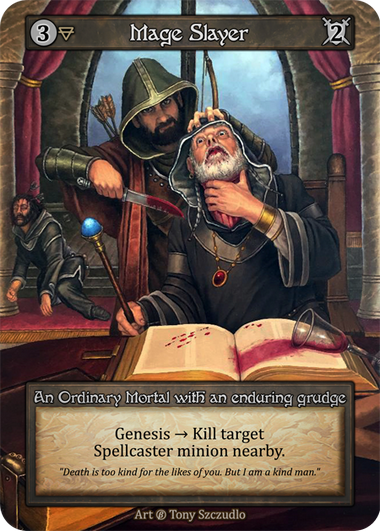 3 Mage Slayer 2
An Ordinary Mortal with an enduring grudge
Genesis → Kill target
Spellcaster minion nearby.
"Death is too kind for the likes of you. But I am a kind man."
Art @ Tony Szczudlo